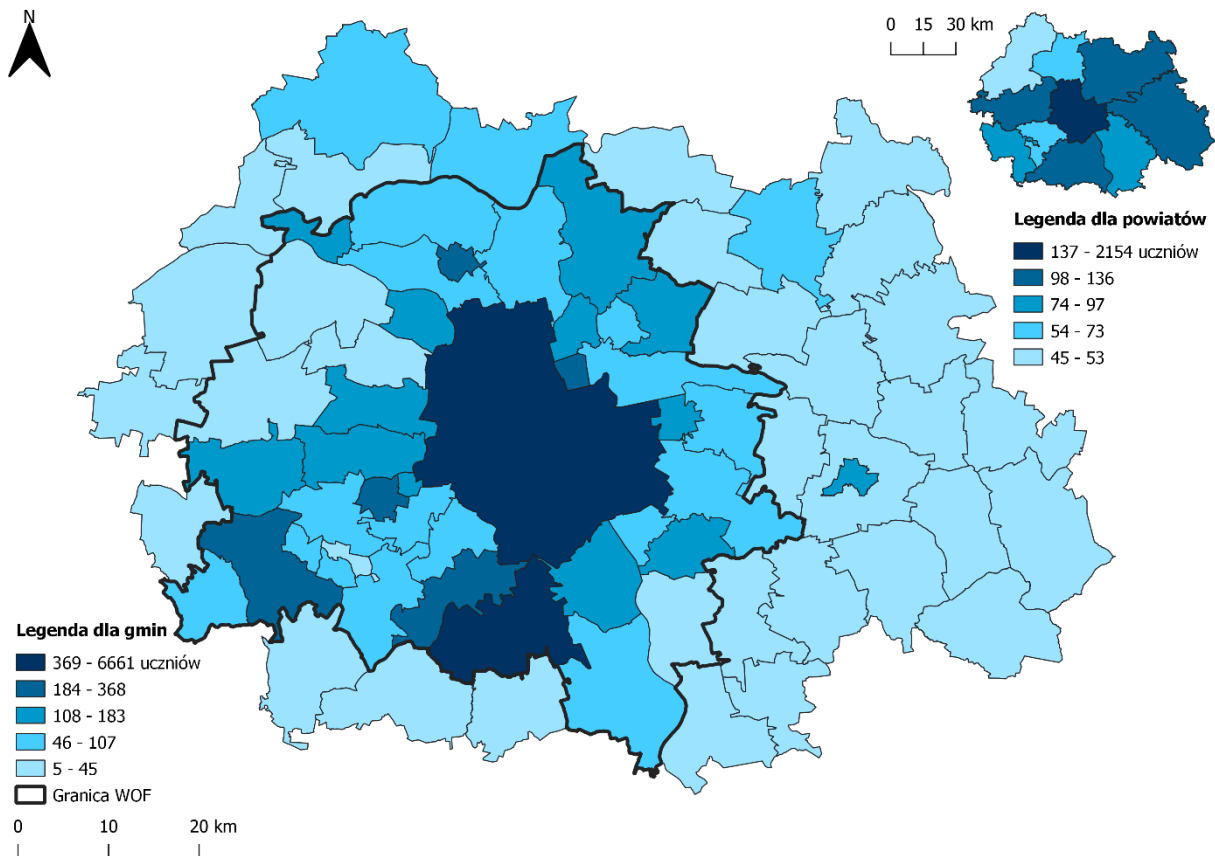 N
0 15 30 km
Legenda dla powiatów
137 - 2154 uczniów
98 - 136
74 - 97
54 - 73
45 - 53
Legenda dla gmin
369 - 6661 uczniów
184 - 368
108 - 183
46 - 107
5 - 45
Granica WOF
0 10 20 km